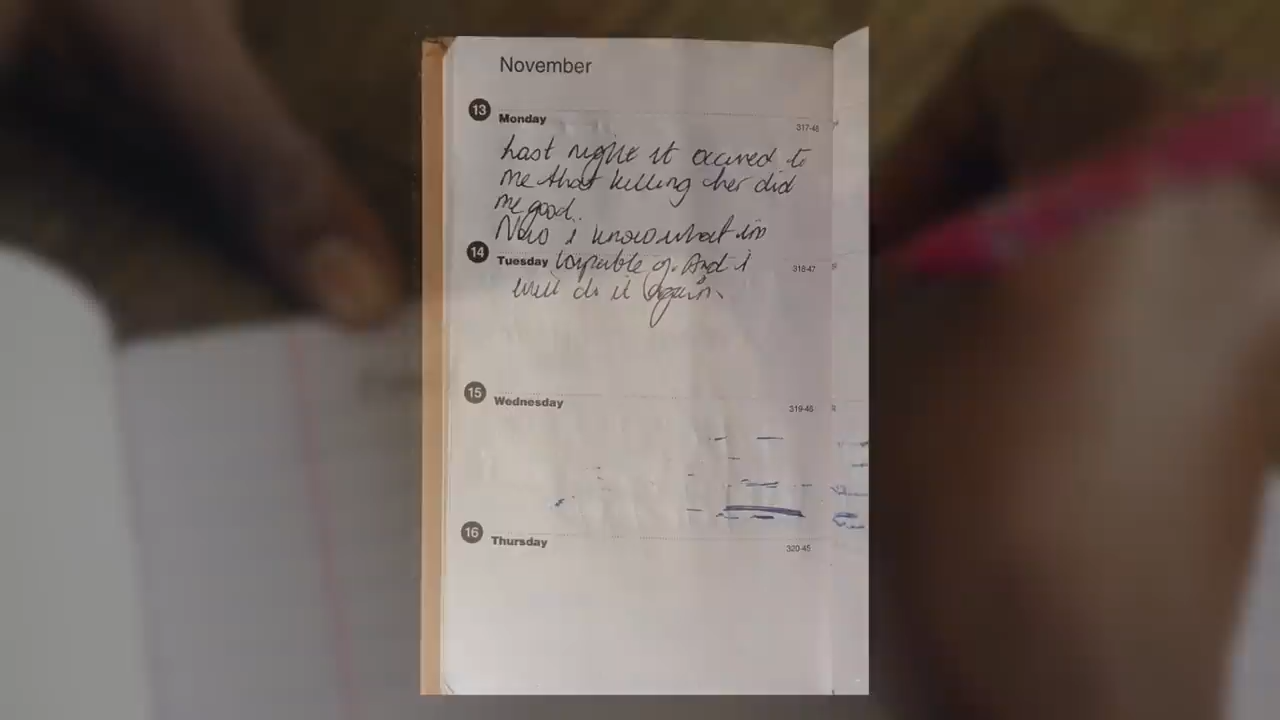 November
13 Monday 317-48
Last night it occured to
me that killing her did
me good.
Now i know what im
14 Tuesday capable of. And i 318-47
will do it again.
15 Wednesday 319-46
16 Thursday 320-45